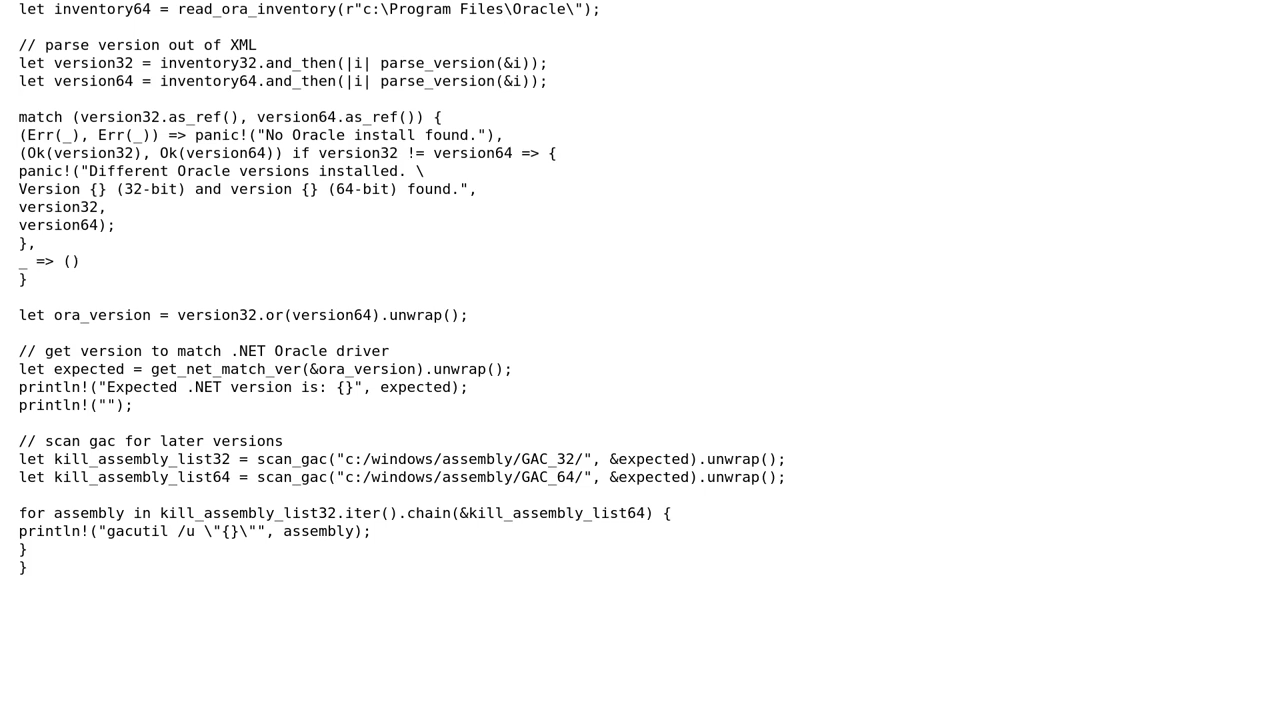 let inventory64 = read_ora_inventory(r"c:\Program Files\Oracle\");
// parse version out of XML
let version32 = inventory32.and_then(|i| parse_version(&i));
let version64 = inventory64.and_then(|i| parse_version(&i));
match (version32.as_ref(), version64.as_ref()) {
(Err(_), Err(_)) => panic!("No Oracle install found."),
(Ok(version32), Ok(version64)) if version32 != version64 => {
panic!("Different Oracle versions installed. \
Version {} (32-bit) and version {} (64-bit) found.",
version32,
version64);
},
_ => ()
}
let ora_version = version32.or(version64).unwrap();
// get version to match .NET Oracle driver
let expected = get_net_match_ver(&ora_version).unwrap();
println!("Expected .NET version is: {}", expected);
println!("");
// scan gac for later versions
let kill_assembly_list32 = scan_gac("c:/windows/assembly/GAC_32/", &expected).unwrap();
let kill_assembly_list64 = scan_gac("c:/windows/assembly/GAC_64/", &expected).unwrap();
for assembly in kill_assembly_list32.iter().chain(&kill_assembly_list64) {
println!("gacutil /u \"{}\"", assembly);
}
}